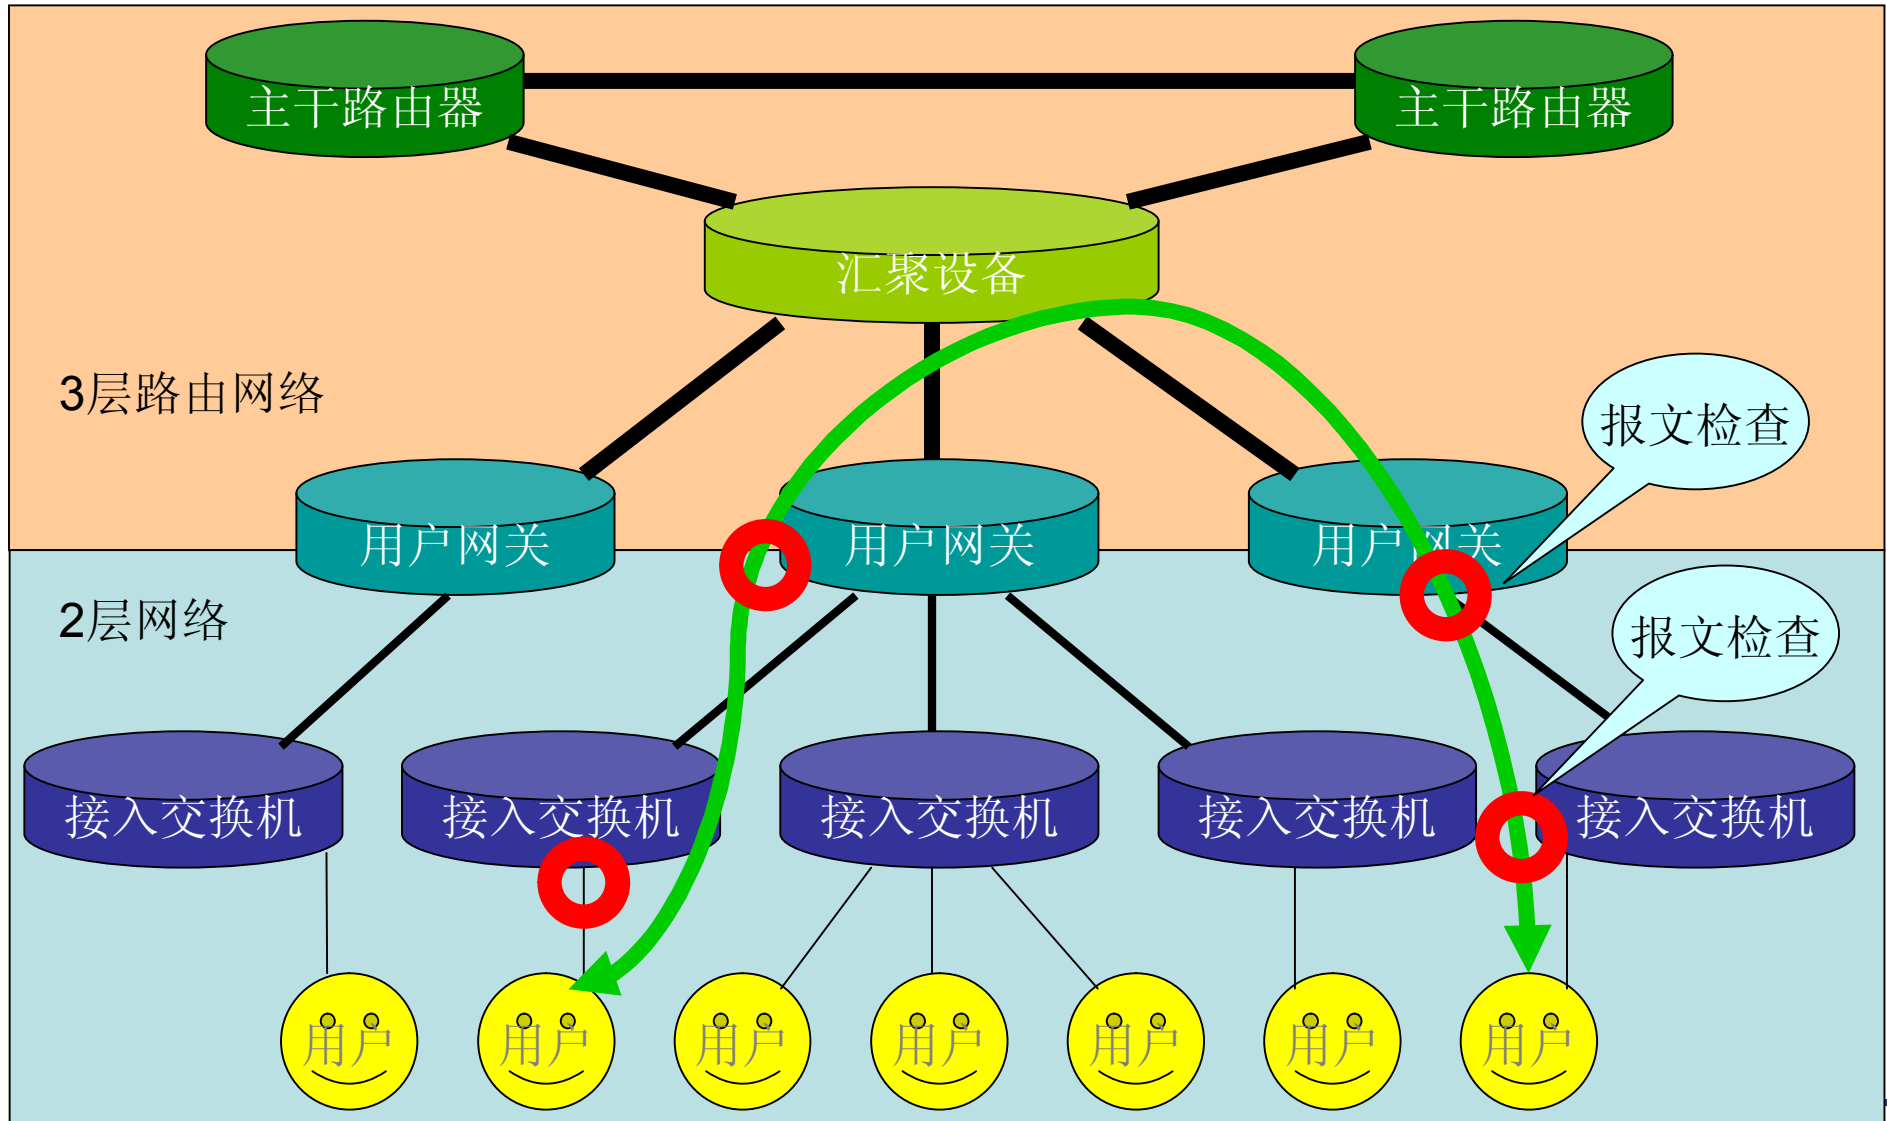 主干路由器
主干路由器
汇聚设备
3层路由网络
报文检查
用户网关
用户网关
用户网关
2层网络
报文检查
接入交换机
接入交换机
接入交换机
接入交换机
接入交换机
用户
用户
用户
用户
用户
用户
用户